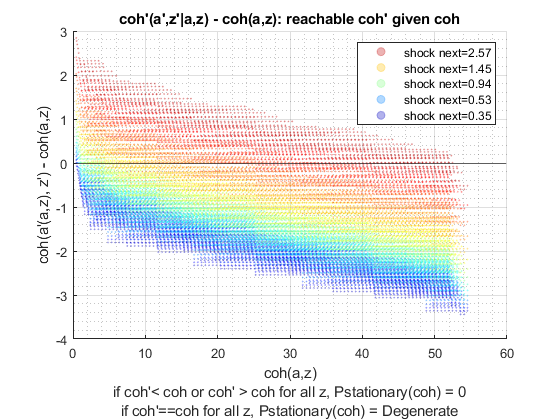 coh'(a',z'|a,z) - coh(a,z): reachable coh' given coh
3
2
1
0
-1
-2
-3
-4
coh(a'(a,z), z') - coh(a,z)
shock next=2.57
shock next=1.45
shock next=0.94
shock next=0.53
shock next=0.35
0 10 20 30 40 50 60
coh(a,z)
if coh'< coh or coh' > coh for all z, Pstationary(coh) = 0
if coh'==coh for all z, Pstationary(coh) = Degenerate